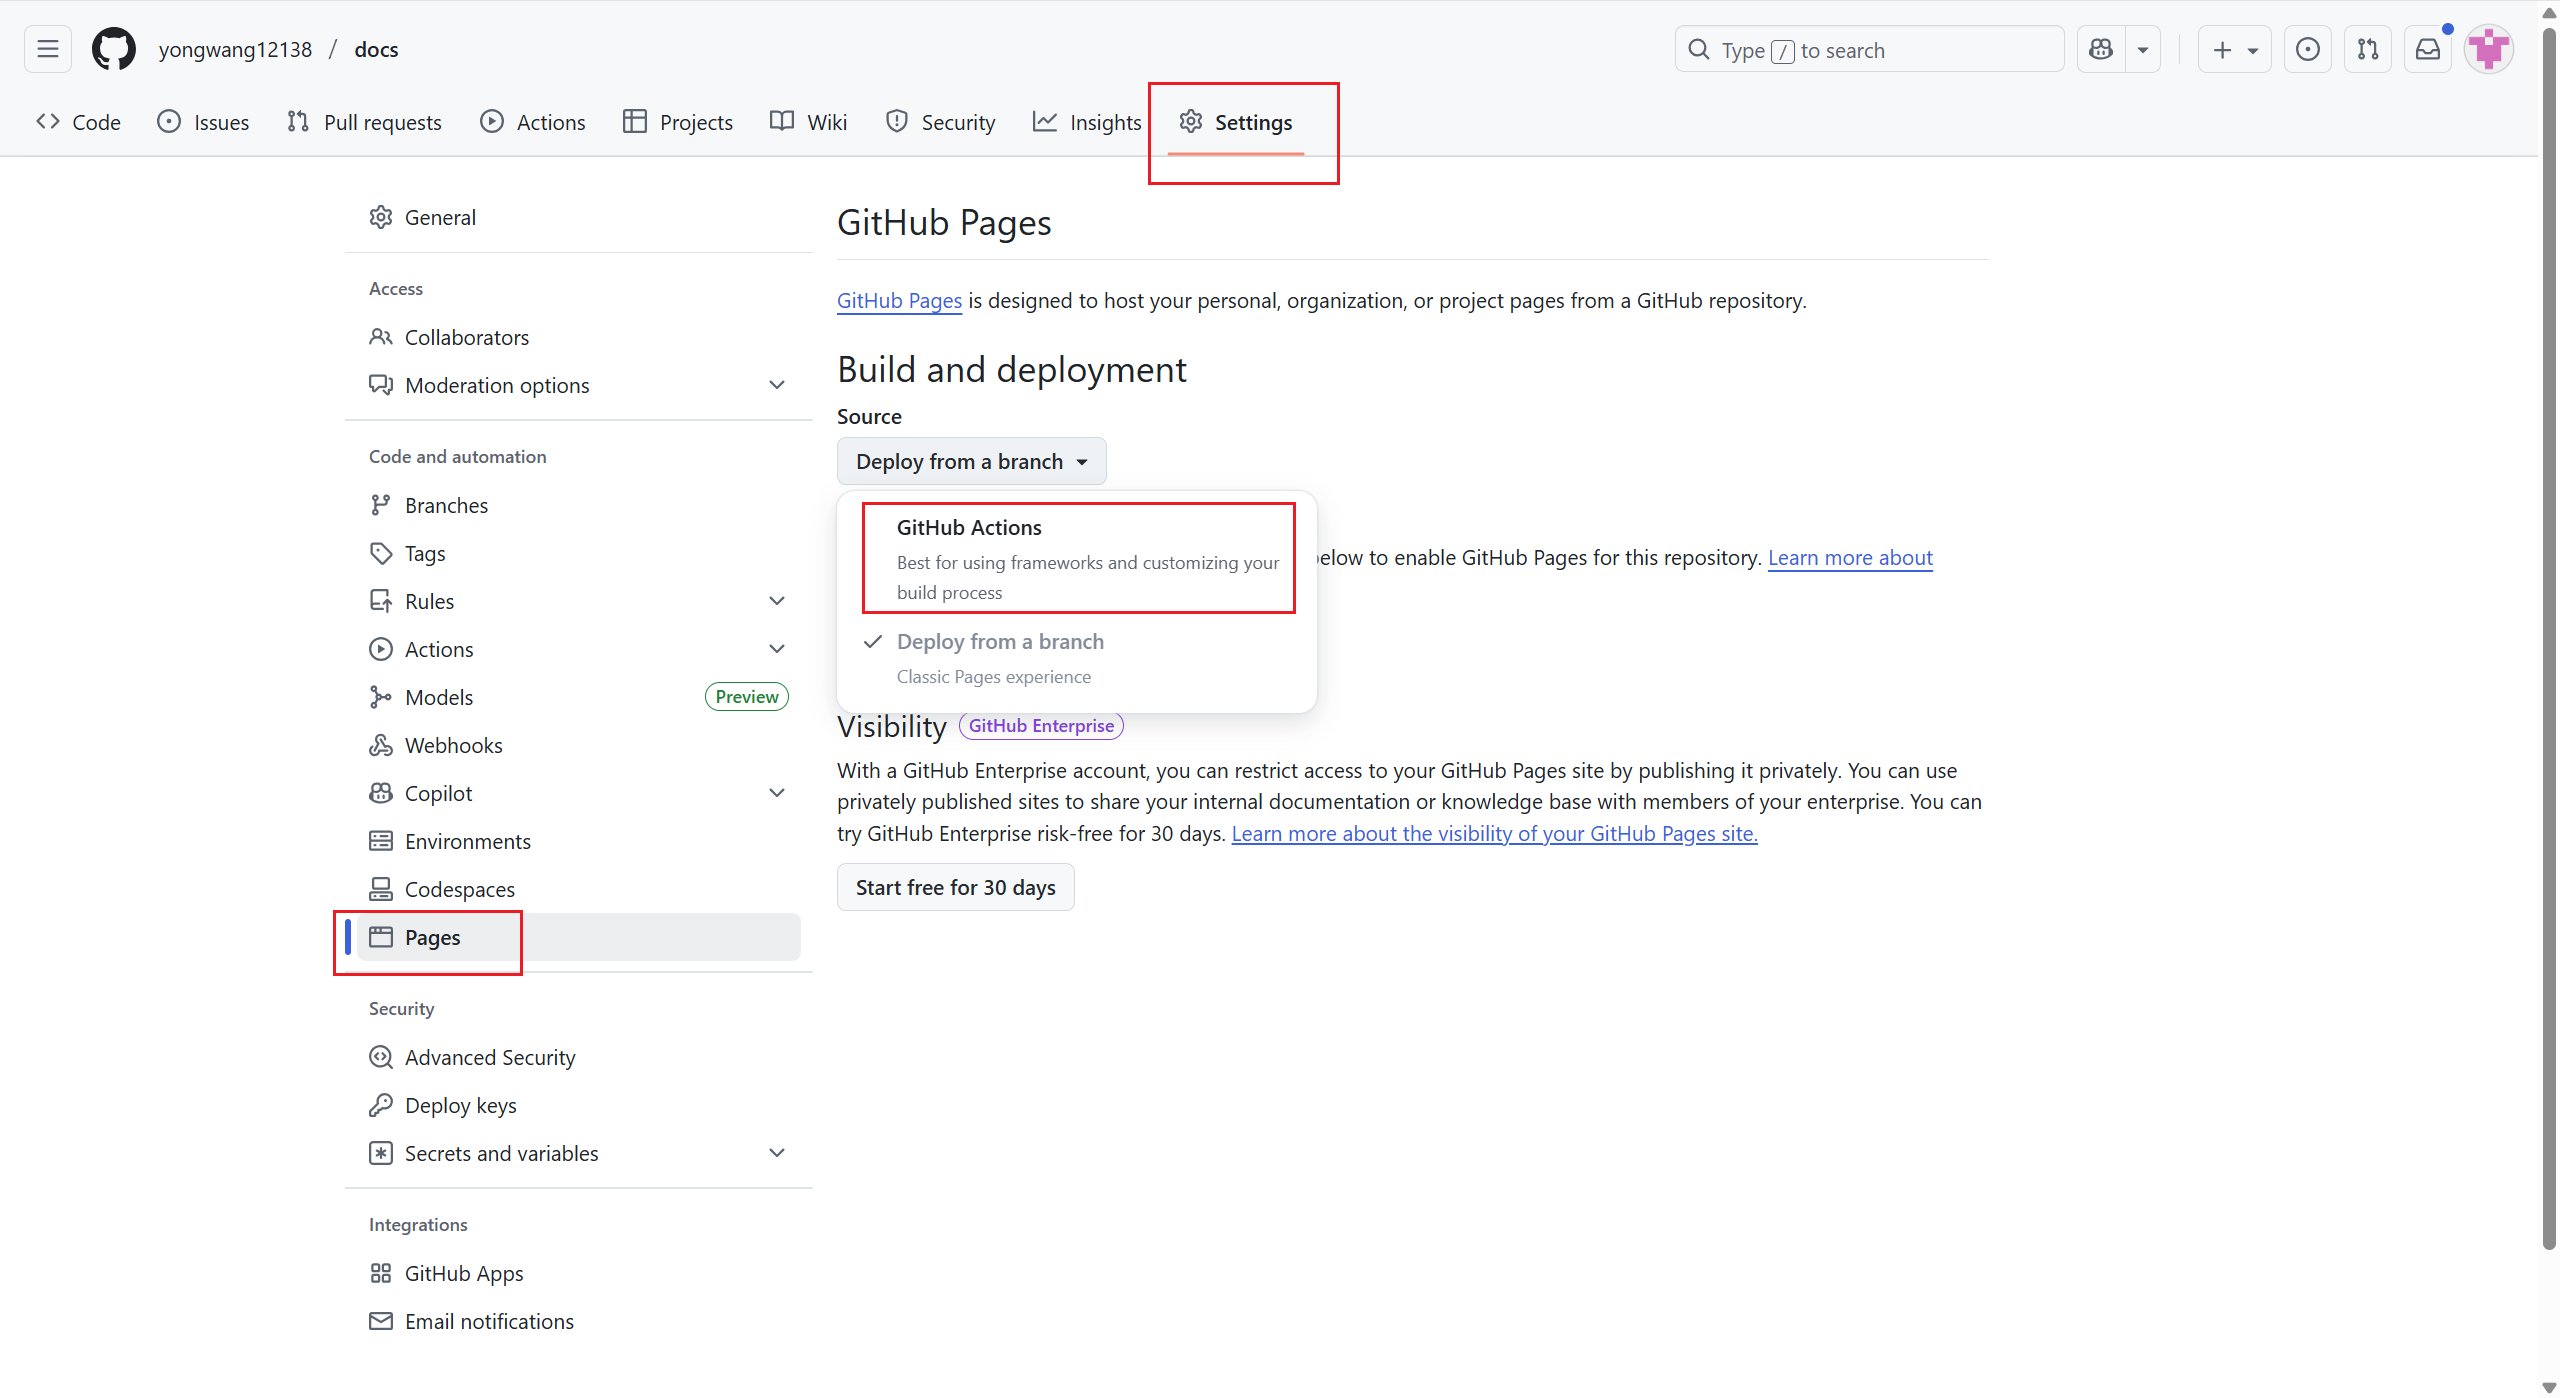 yongwang12138 / docs
Type / to search
Code
Issues
Pull requests
Actions
Projects
Wiki
Security
Insights
Settings
General
Access
Collaborators
Moderation options
Code and automation
Branches
Tags
Rules
Actions
Models
Preview
Webhooks
Copilot
Environments
Codespaces
Pages
Security
Advanced Security
Deploy keys
Secrets and variables
Integrations
GitHub Apps
Email notifications
GitHub Pages
GitHub Pages is designed to host your personal, organization, or project pages from a GitHub repository.
Build and deployment
Source
Deploy from a branch
GitHub Actions
Best for using frameworks and customizing your
build process
elow to enable GitHub Pages for this repository. Learn more about
Deploy from a branch
Classic Pages experience
Visibility GitHub Enterprise
With a GitHub Enterprise account, you can restrict access to your GitHub Pages site by publishing it privately. You can use
privately published sites to share your internal documentation or knowledge base with members of your enterprise. You can
try GitHub Enterprise risk-free for 30 days. Learn more about the visibility of your GitHub Pages site.
Start free for 30 days